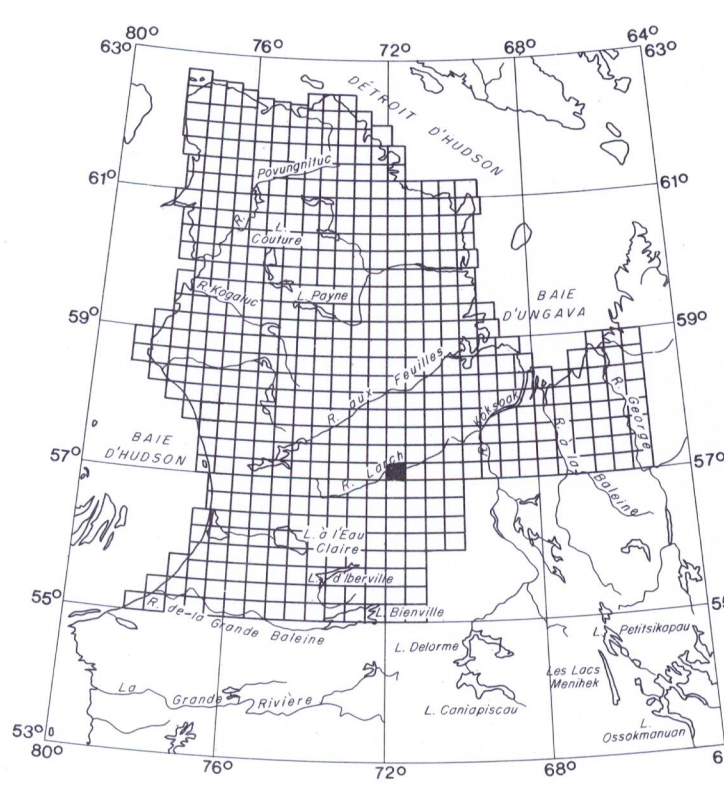 80° 76° 72° 68° 64°
63° 63°
DÉTROIT
D'HUDSON
Povungnituc
61° 61°
R.
L.
Couture
R. Kogaluc
L. Payne
BAIE
D'UNGAVA
59° 59°
R. aux Feuilles
Koksoak
R.
R. à la
Baleine
R. George
BAIE
D'HUDSON
57° 57°
R. Larch
L. à l'Eau
Claire
L. d'Iberville
55° 55
R. de-la Grande Baleine
L. Bienville
L. Delorme
L. Petitsikapau
Les Lacs
Menihek
La Grande Rivière
L. Caniapiscau
L.
Ossokmanuan
53°
80° 76° 72° 68° 6